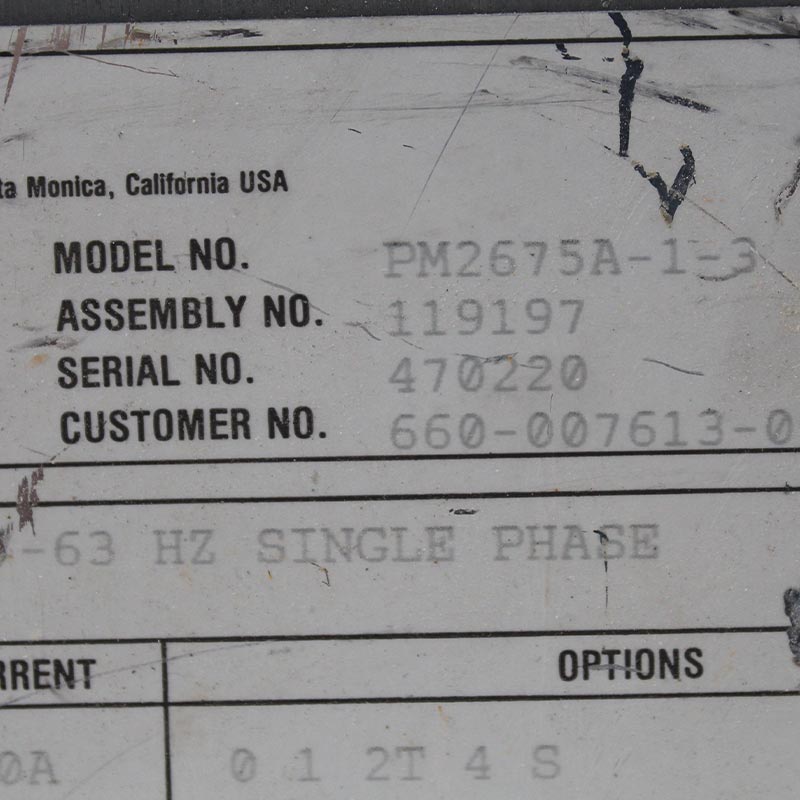 ta Monica, California USA
MODEL NO. PM2675A-1-3
ASSEMBLY NO. 119197
SERIAL NO. 470220
CUSTOMER NO. 660-007613-0
-63 HZ SINGLE PHASE
RRENT OPTIONS
0A 0 1 2T 4 S